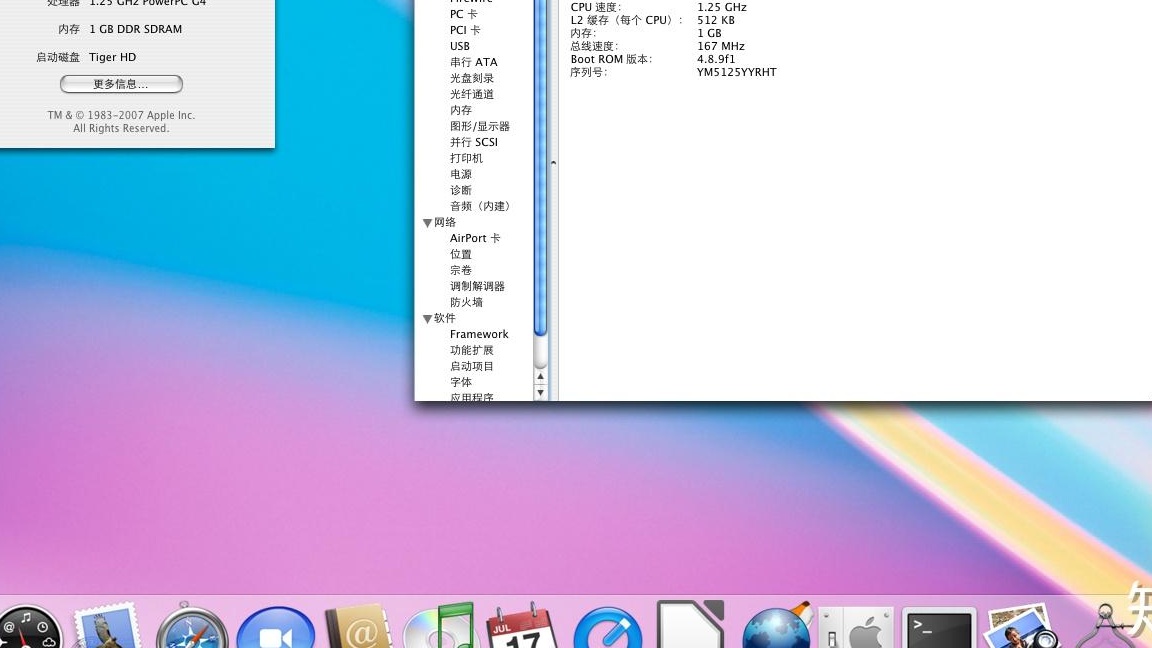 处理器 1.25 GHz PowerPC G4
内存 1 GB DDR SDRAM
启动磁盘 Tiger HD
更多信息...
TM & © 1983-2007 Apple Inc.
All Rights Reserved.
FireWire
PC 卡
PCI 卡
USB
串行 ATA
光盘刻录
光纤通道
内存
图形/显示器
并行 SCSI
打印机
电源
诊断
音频（内建）
网络
AirPort 卡
位置
宗卷
调制解调器
防火墙
软件
Framework
功能扩展
启动项目
字体
应用程序
CPU 速度： 1.25 GHz
L2 缓存（每个 CPU）： 512 KB
内存： 1 GB
总线速度： 167 MHz
Boot ROM 版本： 4.8.9f1
序列号： YM5125YYRHT
@
@
JUL
17
>_
知